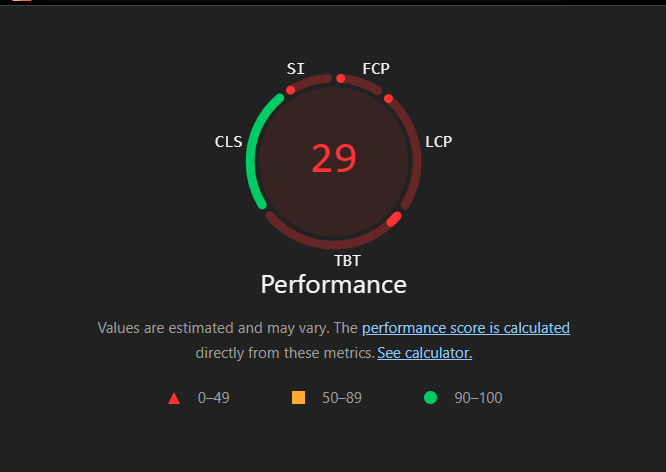 SI
FCP
CLS
LCP
29
TBT
Performance
Values are estimated and may vary. The performance score is calculated
directly from these metrics. See calculator.
0–49
50–89
90–100